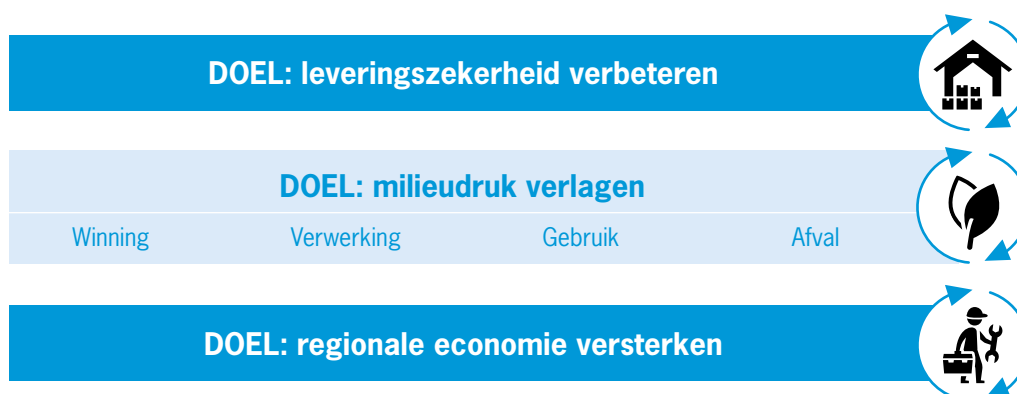 DOEL: leveringszekerheid verbeteren
DOEL: milieudruk verlagen
Winning Verwerking Gebruik Afval
DOEL: regionale economie versterken